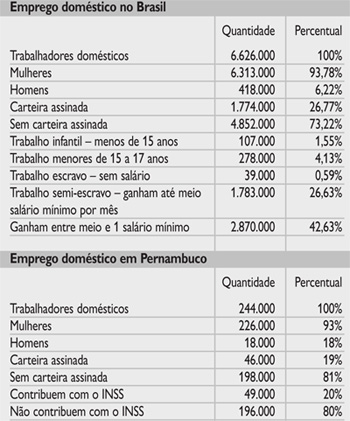 Emprego doméstico no Brasil
Quantidade Percentual
Trabalhadores domésticos 6.626.000 100%
Mulheres 6.313.000 93,78%
Homens 418.000 6,22%
Carteira assinada 1.774.000 26,77%
Sem carteira assinada 4.852.000 73,22%
Trabalho infantil – menos de 15 anos 107.000 1,55%
Trabalho menores de 15 a 17 anos 278.000 4,13%
Trabalho escravo – sem salário 39.000 0,59%
Trabalho semi-escravo – ganham até meio 1.783.000 26,63%
salário mínimo por mês
Ganham entre meio e 1 salário mínimo 2.870.000 42,63%
Emprego doméstico em Pernambuco
Quantidade Percentual
Trabalhadores domésticos 244.000 100%
Mulheres 226.000 93%
Homens 18.000 18%
Carteira assinada 46.000 19%
Sem carteira assinada 198.000 81%
Contribuem com o INSS 49.000 20%
Não contribuem com o INSS 196.000 80%